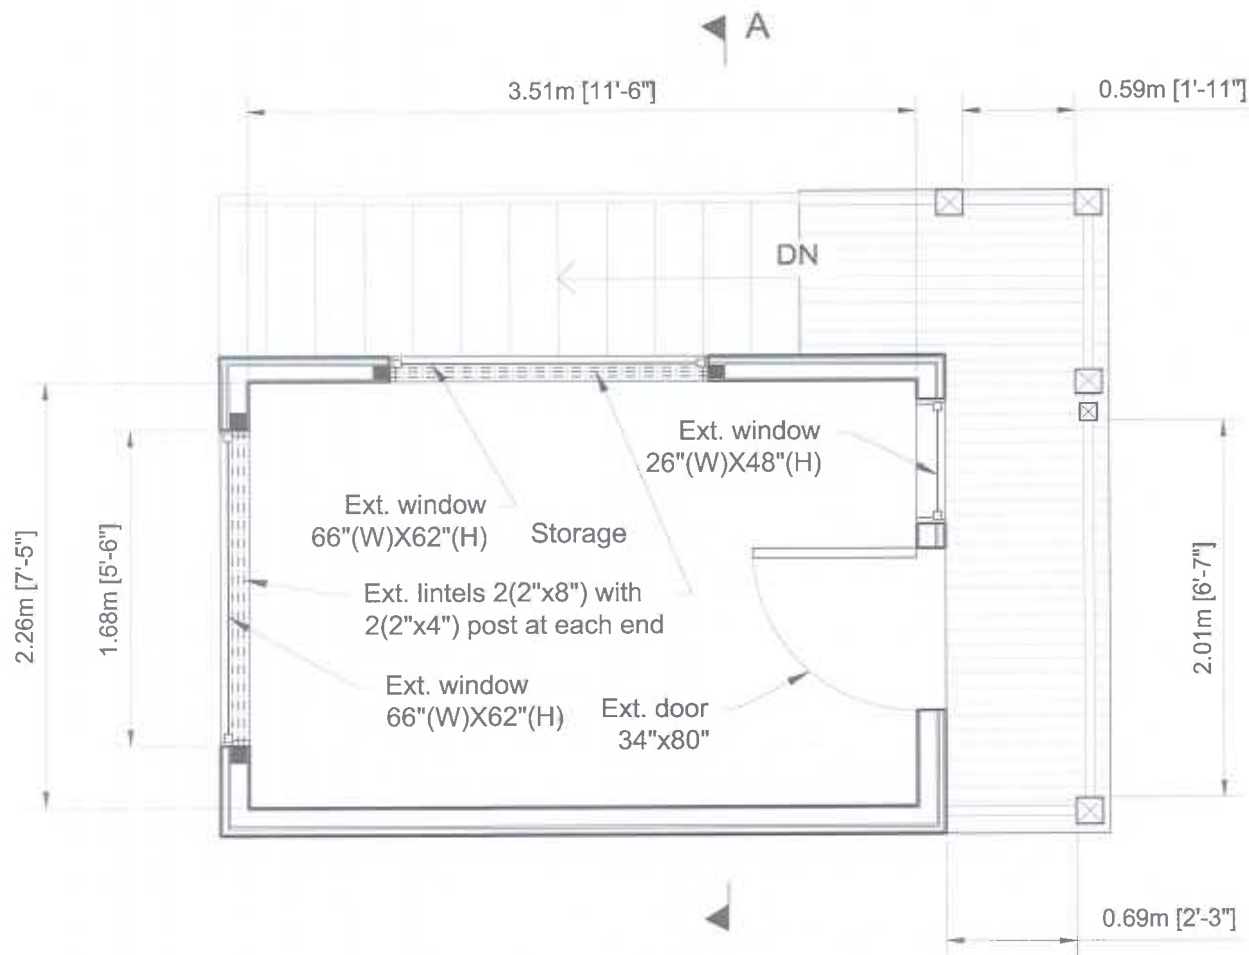 A
3.51m [11'-6"]
0.59m [1'-11"]
DN
Ext. window
26"(W)X48"(H)
Ext. window
66"(W)X62"(H)
Storage
Ext. lintels 2(2"x8") with
2(2"x4") post at each end
Ext. window
66"(W)X62"(H)
Ext. door
34"x80"
2.26m [7'-5"]
1.68m [5'-6"]
2.01m [6'-7"]
0.69m [2'-3"]